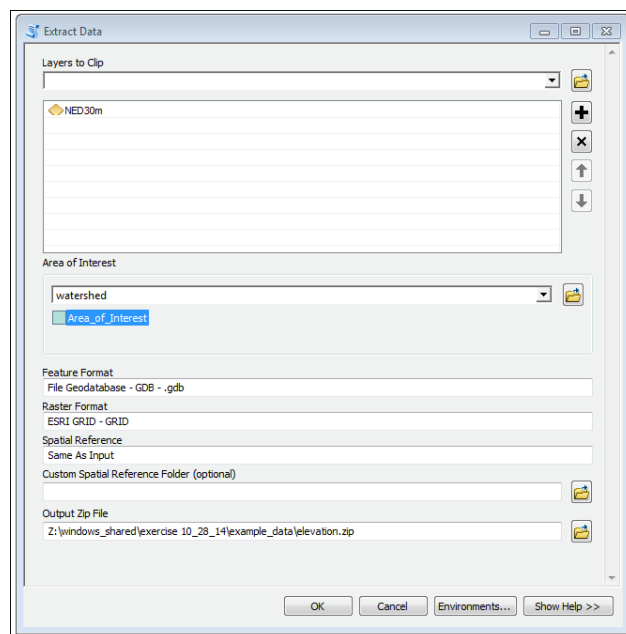 Extract Data
Layers to Clip
NED30m
Area of Interest
watershed
Area_of_Interest
Feature Format
File Geodatabase - GDB - .gdb
Raster Format
ESRI GRID - GRID
Spatial Reference
Same As Input
Custom Spatial Reference Folder (optional)
Output Zip File
Z:\windows_shared\exercise 10_28_14\example_data\elevation.zip
OK Cancel Environments... Show Help >>